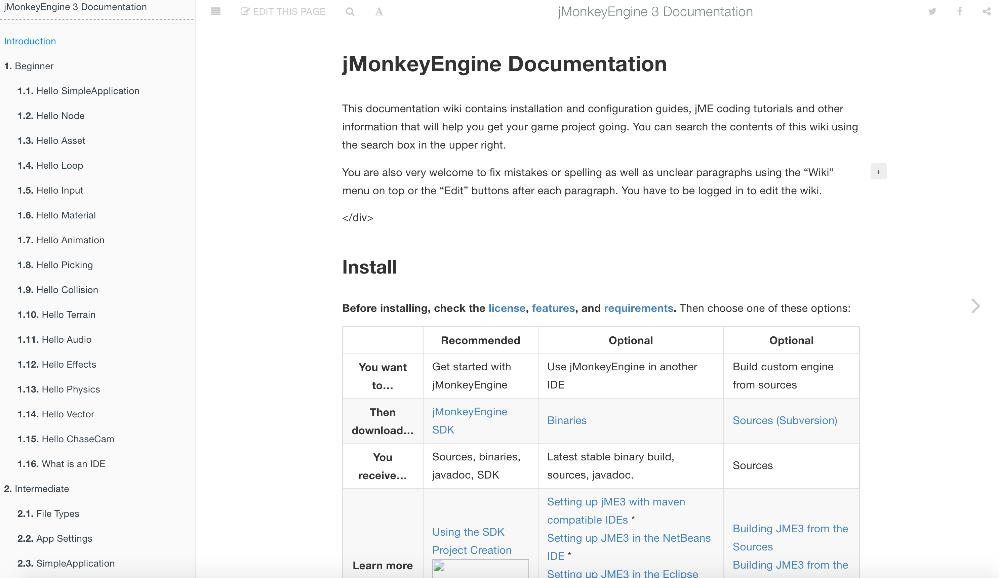 jMonkeyEngine 3 Documentation
Introduction
1. Beginner
1.1. Hello SimpleApplication
1.2. Hello Node
1.3. Hello Asset
1.4. Hello Loop
1.5. Hello Input
1.6. Hello Material
1.7. Hello Animation
1.8. Hello Picking
1.9. Hello Collision
1.10. Hello Terrain
1.11. Hello Audio
1.12. Hello Effects
1.13. Hello Physics
1.14. Hello Vector
1.15. Hello ChaseCam
1.16. What is an IDE
2. Intermediate
2.1. File Types
2.2. App Settings
2.3. SimpleApplication
EDIT THIS PAGE
A
jMonkeyEngine 3 Documentation
jMonkeyEngine Documentation
This documentation wiki contains installation and configuration guides, jME coding tutorials and other
information that will help you get your game project going. You can search the contents of this wiki using
the search box in the upper right.
You are also very welcome to fix mistakes or spelling as well as unclear paragraphs using the “Wiki”
menu on top or the “Edit” buttons after each paragraph. You have to be logged in to edit the wiki.
+
</div>
Install
Before installing, check the license, features, and requirements. Then choose one of these options:
Recommended
Optional
Optional
You want
to…
Get started with
jMonkeyEngine
Use jMonkeyEngine in another
IDE
Build custom engine
from sources
Then
download…
jMonkeyEngine
SDK
Binaries
Sources (Subversion)
You
receive…
Sources, binaries,
javadoc, SDK
Latest stable binary build,
sources, javadoc.
Sources
Learn more
Using the SDK
Project Creation
Setting up jME3 with maven
compatible IDEs *
Setting up JME3 in the NetBeans
IDE *
Setting up JME3 in the Eclipse
Building JME3 from the
Sources
Building JME3 from the